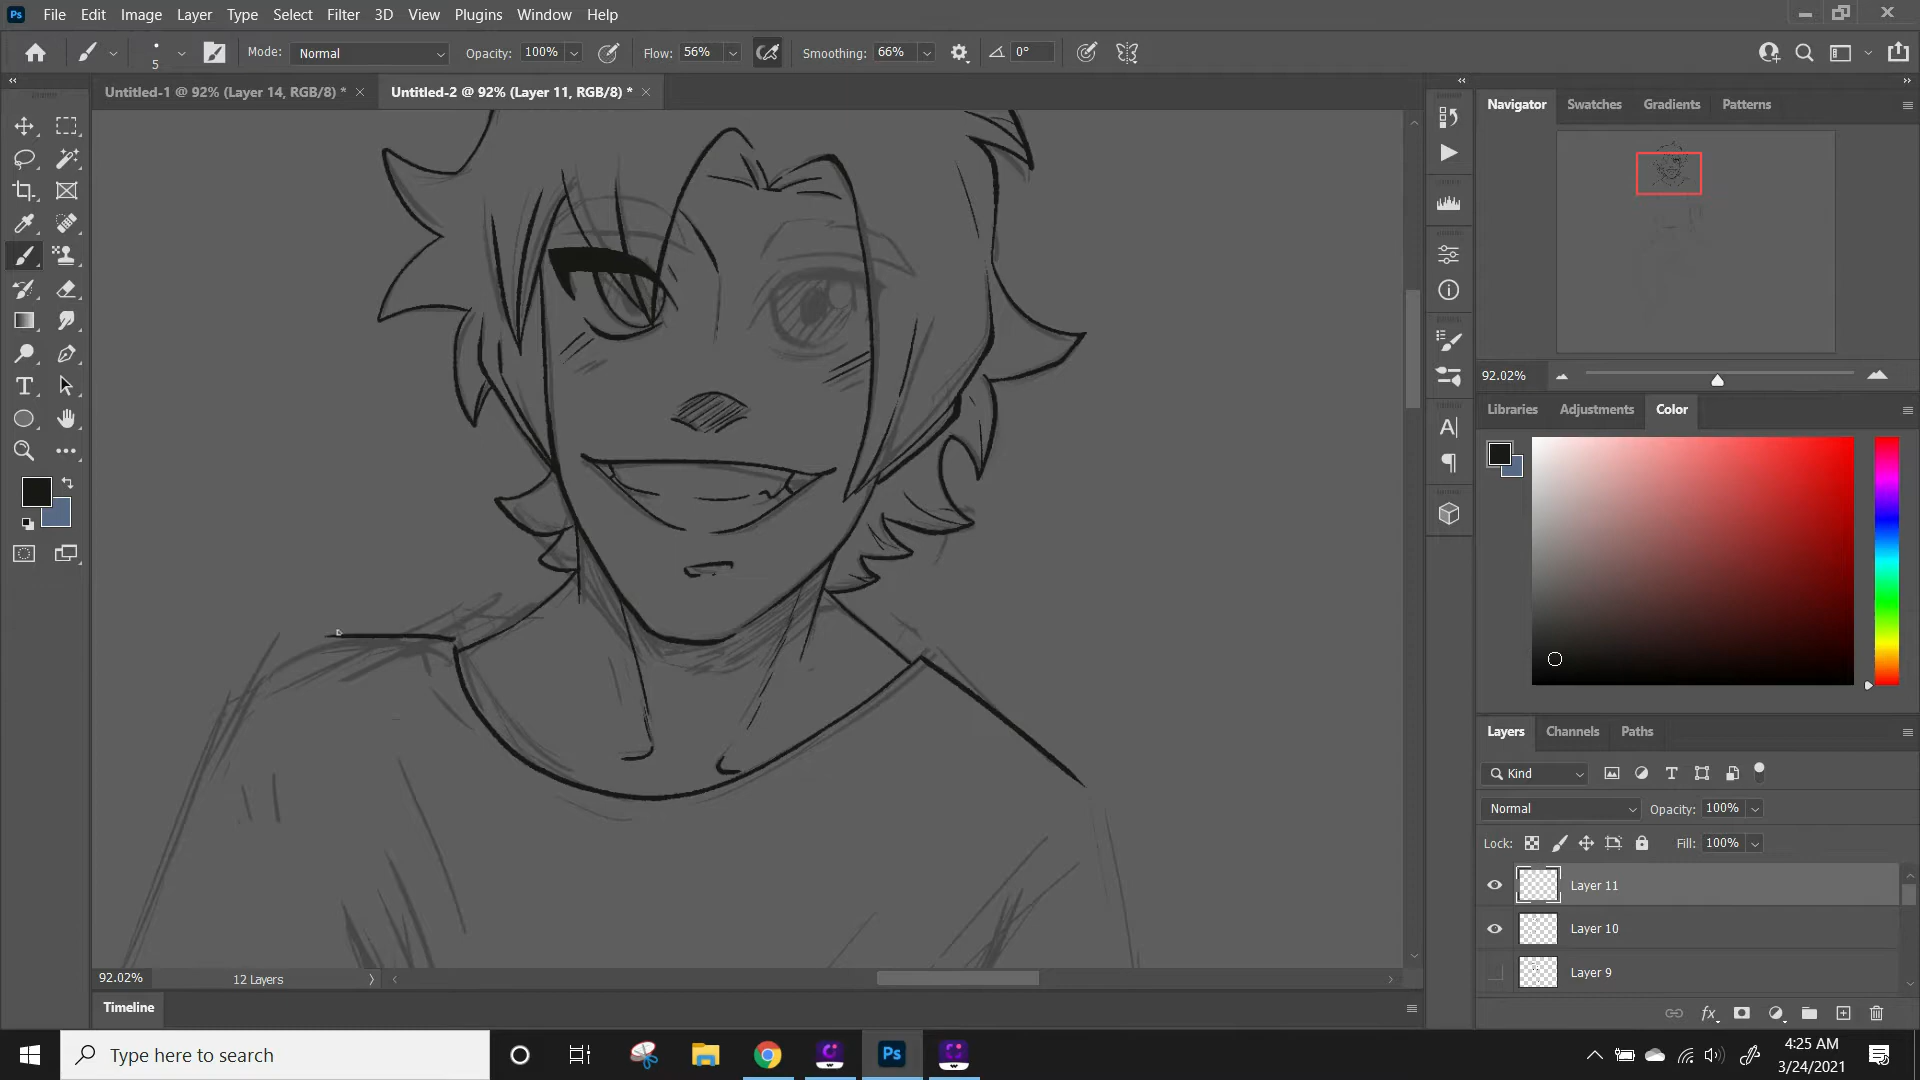 Ps File Edit Image Layer Type Select Filter 3D View Plugins Window Help
5 Mode: Normal Opacity: 100% Flow: 56% Smoothing: 66% 0°
Untitled-1 @ 92% (Layer 14, RGB/8) * Untitled-2 @ 92% (Layer 11, RGB/8) *
Navigator Swatches Gradients Patterns
92.02%
Libraries Adjustments Color
Layers Channels Paths
Kind
Normal Opacity: 100%
Lock: Fill: 100%
Layer 11
Layer 10
Layer 9
92.02% 12 Layers
Timeline
Type here to search
Ps
4:25 AM
3/24/2021